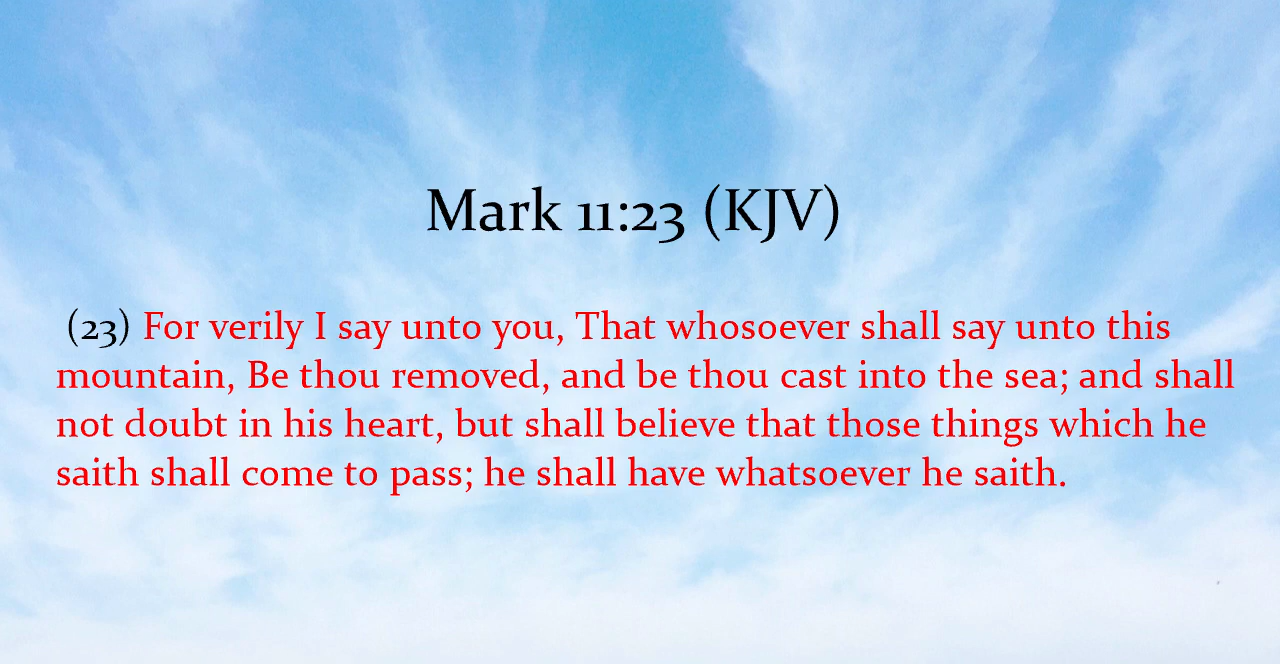 Mark 11:23 (KJV)
(23) For verily I say unto you, That whosoever shall say unto this
mountain, Be thou removed, and be thou cast into the sea; and shall
not doubt in his heart, but shall believe that those things which he
saith shall come to pass; he shall have whatsoever he saith.